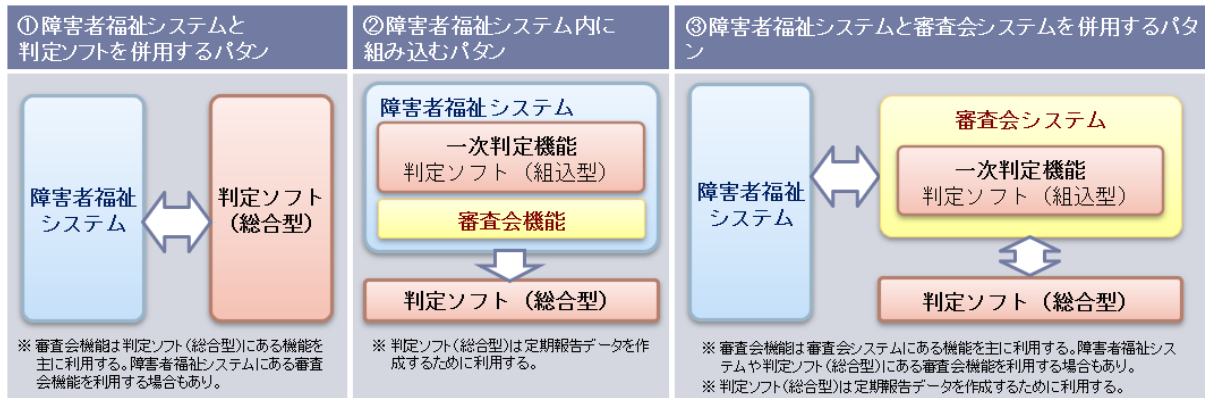 ①障害者福祉システムと
判定ソフトを併用するパタン
障害者福祉
システム
判定ソフト
(総合型)
※ 審査会機能は判定ソフト(総合型)にある機能を
主に利用する。障害者福祉システムにある審査
会機能を利用する場合もあり。
②障害者福祉システム内に
組み込むパタン
障害者福祉システム
一次判定機能
判定ソフト（組込型）
審査会機能
判定ソフト（総合型）
※ 判定ソフト(総合型)は定期報告データを作
成するために利用する。
③障害者福祉システムと審査会システムを併用するパタ
ン
障害者福祉
システム
審査会システム
一次判定機能
判定ソフト（組込型）
判定ソフト（総合型）
※ 審査会機能は審査会システムにある機能を主に利用する。障害者福祉シス
テムや判定ソフト(総合型)にある審査会機能を利用する場合もあり。
※ 判定ソフト(総合型)は定期報告データを作成するために利用する。